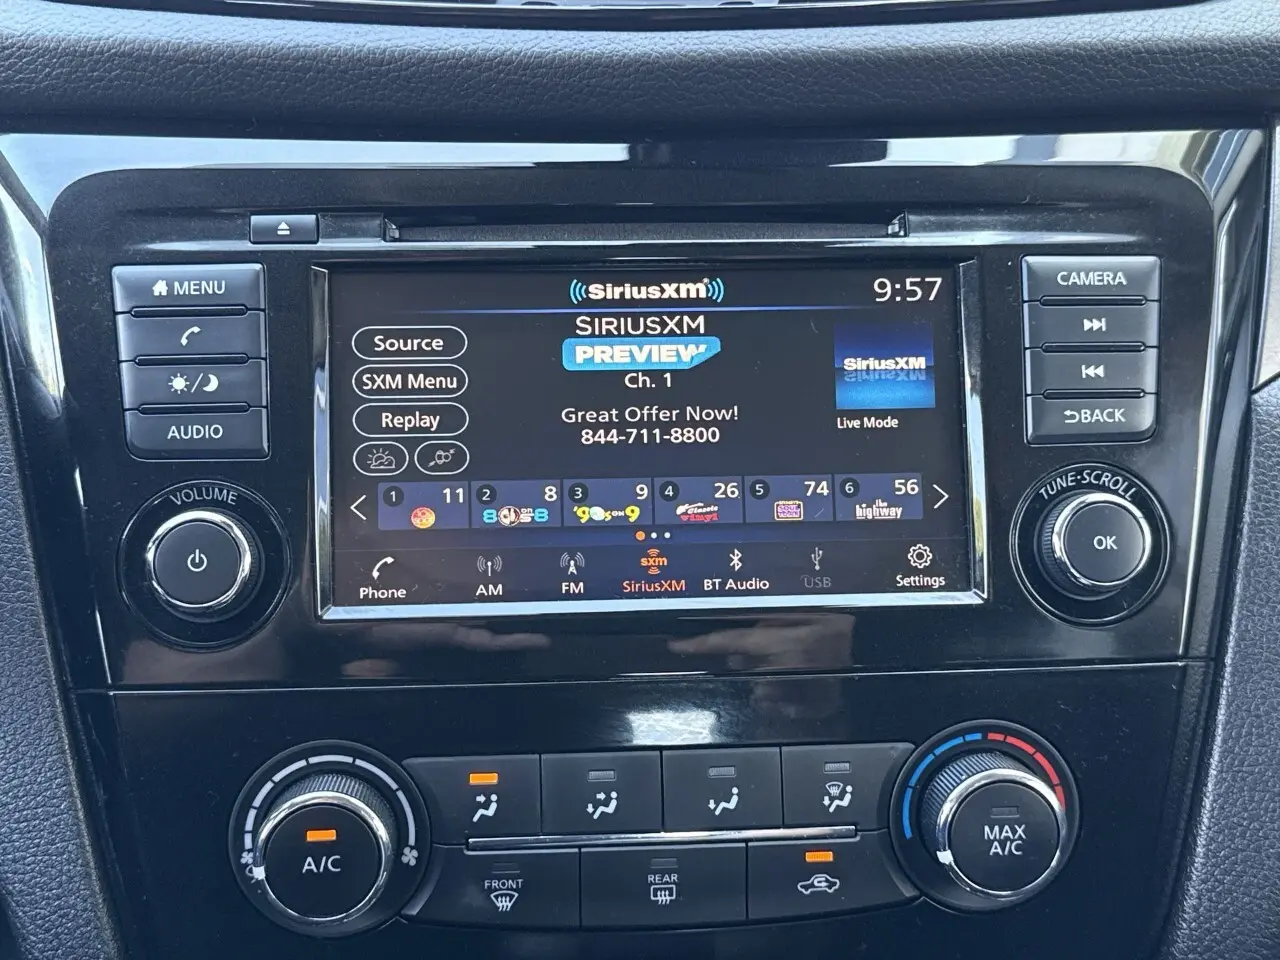 MENU
AUDIO
VOLUME
SiriusXM
9:57
Source
SXM Menu
Replay
SIRIUSXM
PREVIEW
Ch. 1
Great Offer Now!
844-711-8800
SiriusXM
Live Mode
1 11
2 8
80s on 8
3 9
'90s ON 9
4 26
Classic Vinyl
5 74
6 56
the highway
Phone
AM
FM
sxm
SiriusXM
BT Audio
USB
Settings
CAMERA
BACK
TUNE·SCROLL
OK
A/C
FRONT
REAR
MAX
A/C